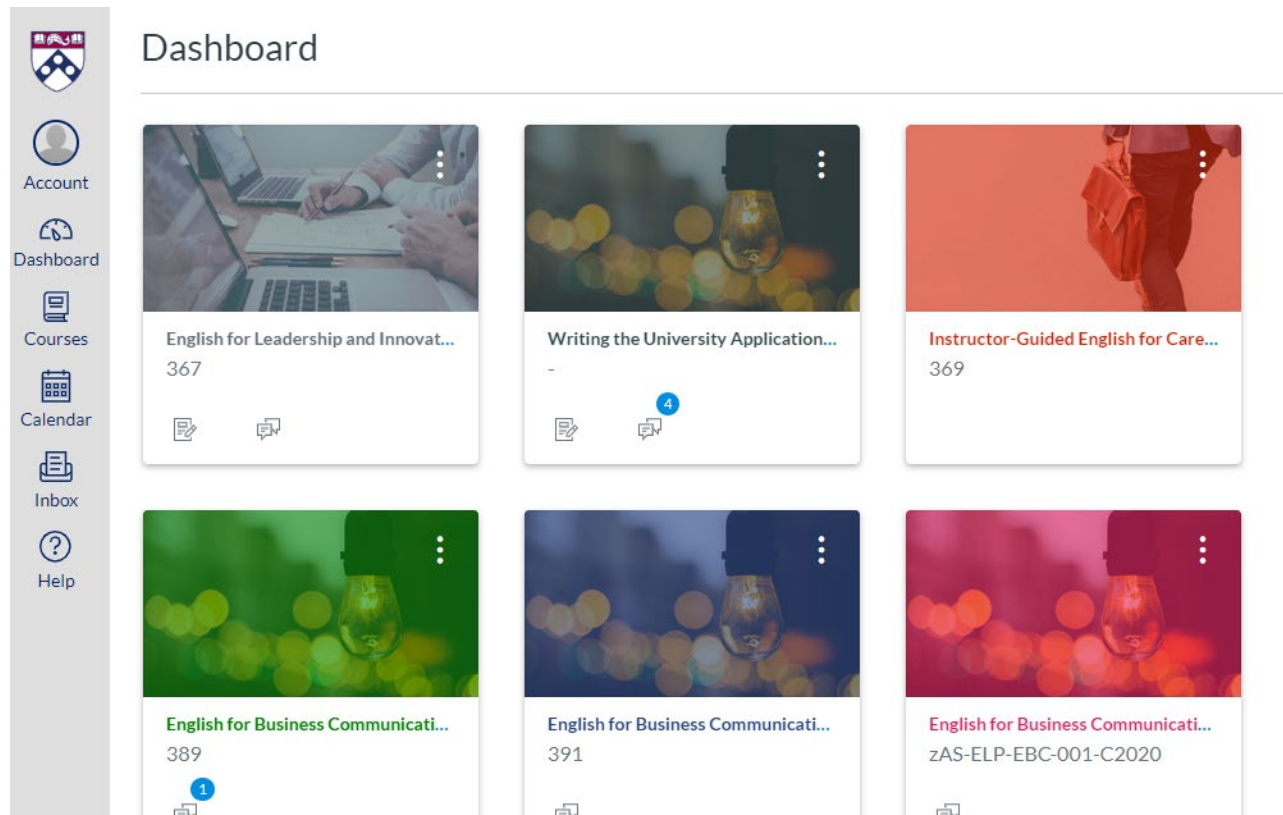 Dashboard
Account
Dashboard
Courses
Calendar
Inbox
Help
English for Leadership and Innovat...
367
Writing the University Application...
-
4
Instructor-Guided English for Care...
369
English for Business Communicati...
389
1
English for Business Communicati...
391
English for Business Communicati...
zAS-ELP-EBC-001-C2020